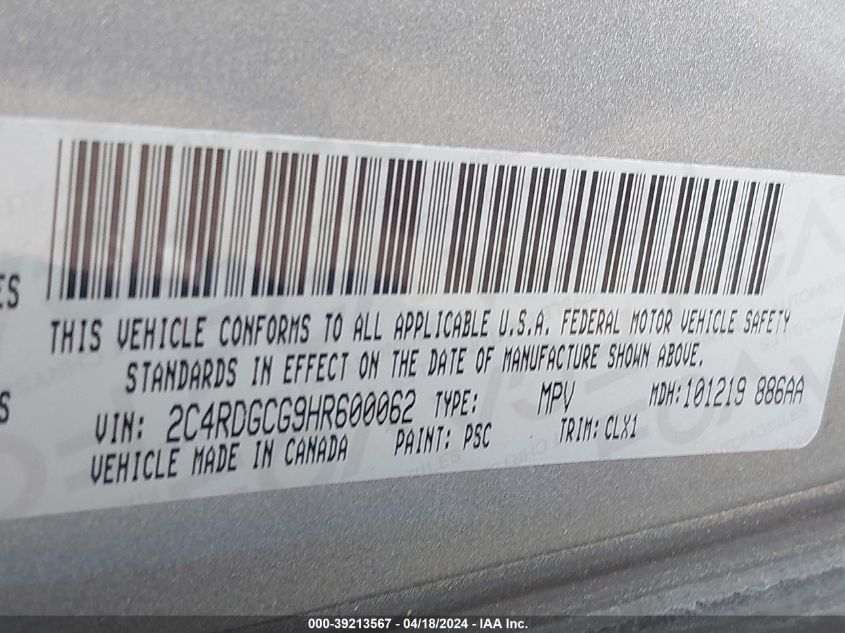 ES
THIS VEHICLE CONFORMS TO ALL APPLICABLE U.S.A. FEDERAL MOTOR VEHICLE SAFETY
STANDARDS IN EFFECT ON THE DATE OF MANUFACTURE SHOWN ABOVE.
S
VIN: 2C4RDGCG9HR600062 TYPE: MPV MDH:101219 886AA
VEHICLE MADE IN CANADA PAINT: PSC TRIM: CLX1
000-39213567 - 04/18/2024 - IAA Inc.